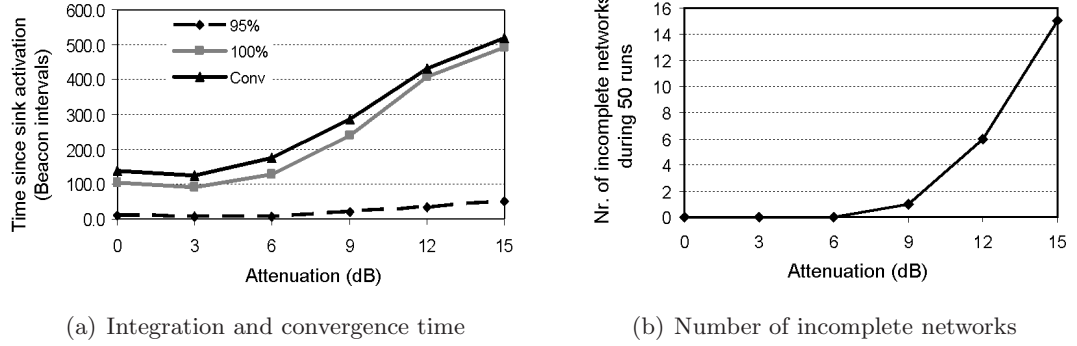 Time since sink activation
(Beacon intervals)
600.0
500.0
400.0
300.0
200.0
100.0
0.0
95%
100%
Conv
0 3 6 9 12 15
Attenuation (dB)
(a) Integration and convergence time
Nr. of incomplete networks
during 50 runs
16
14
12
10
8
6
4
2
0
0 3 6 9 12 15
Attenuation (dB)
(b) Number of incomplete networks